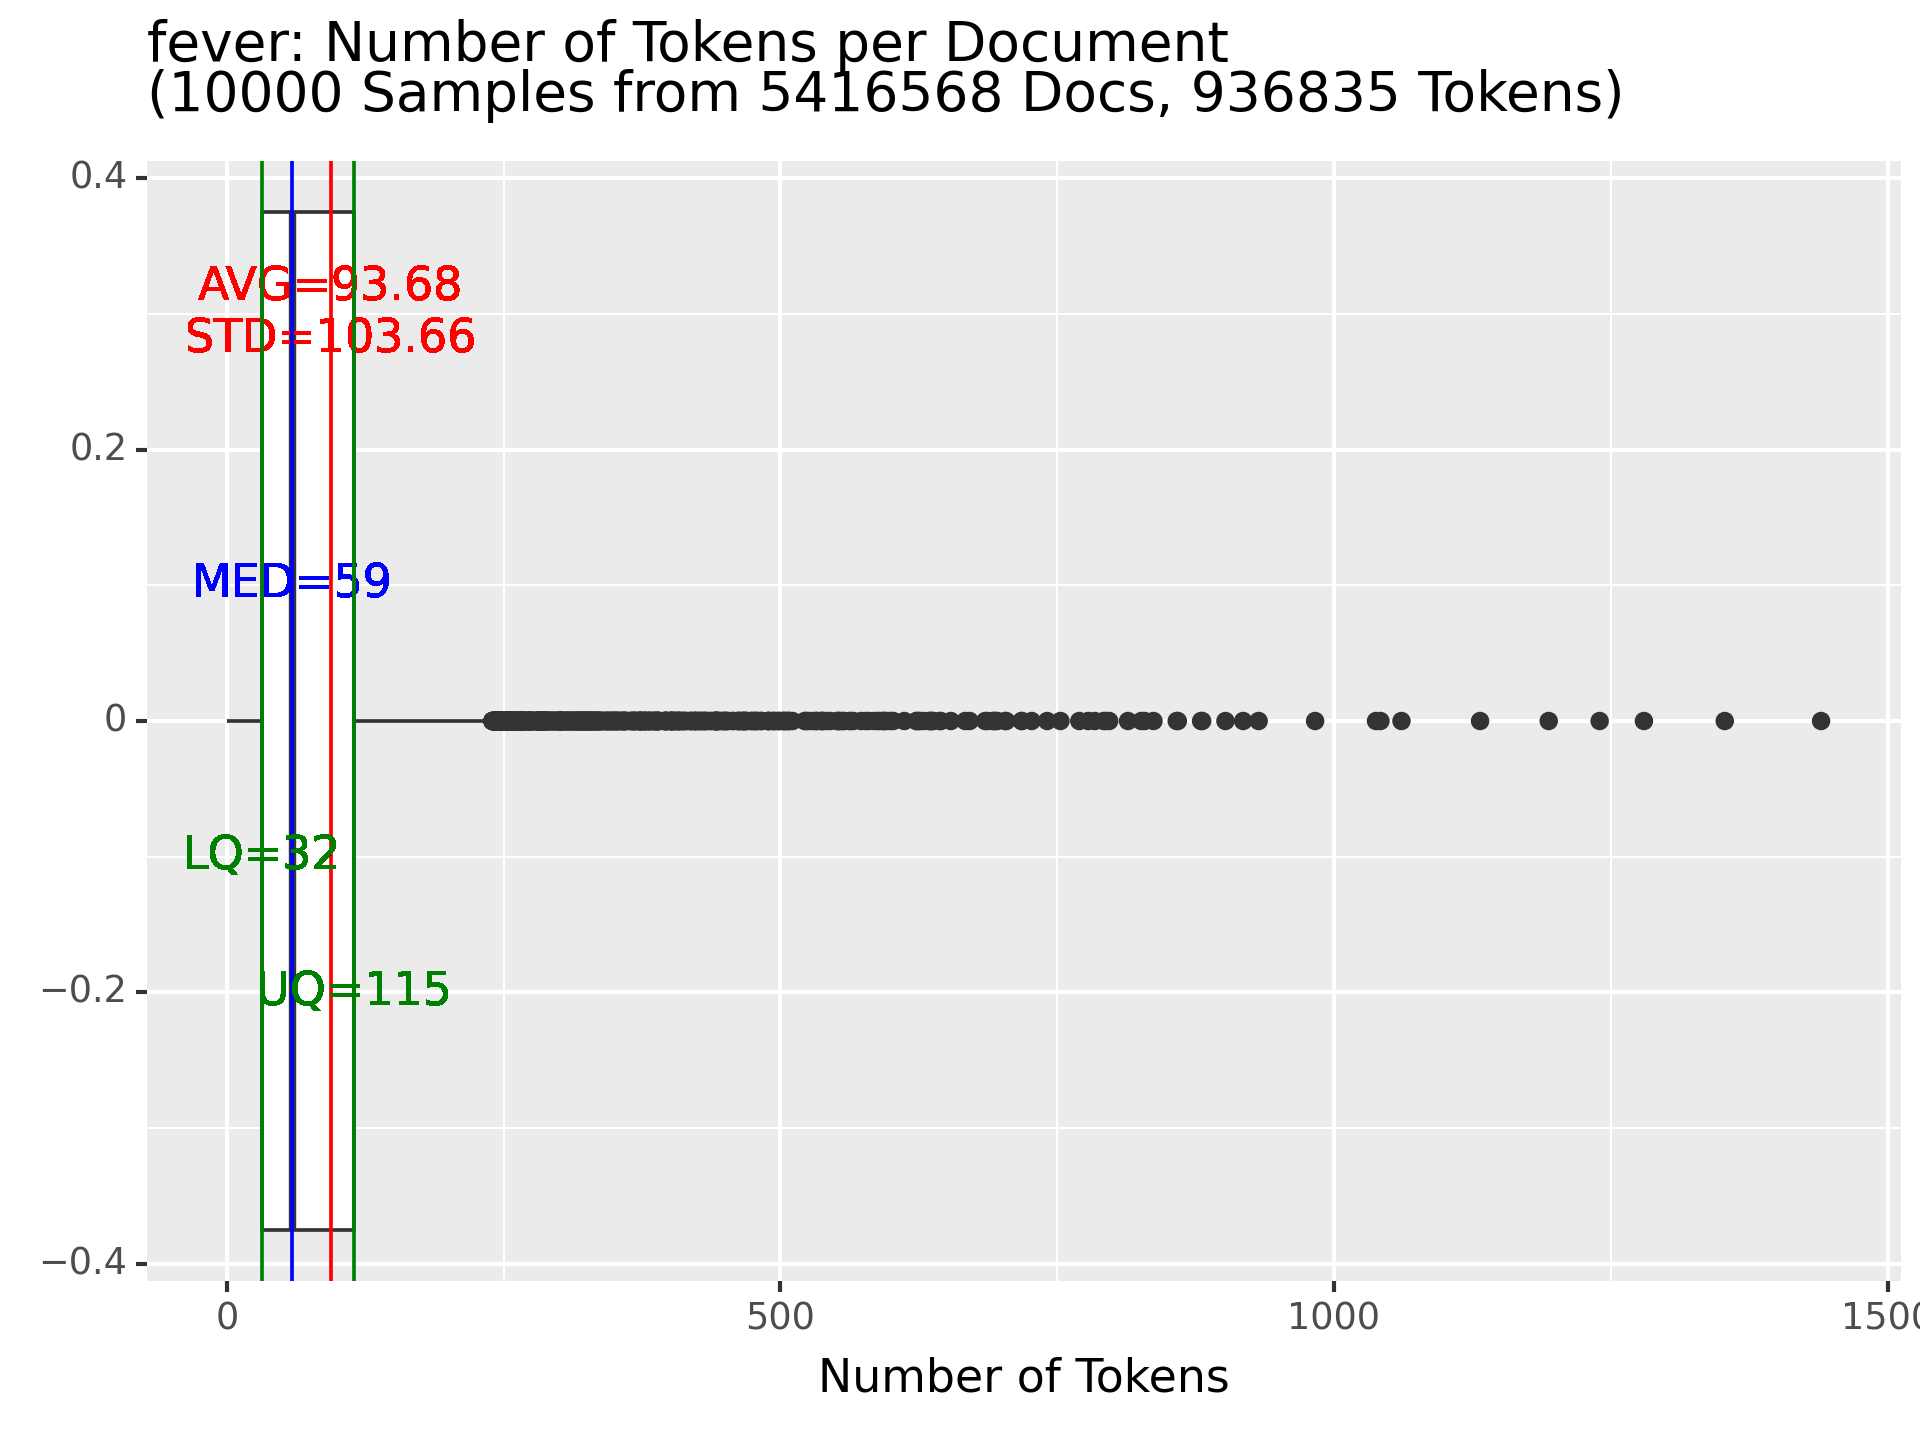 fever: Number of Tokens per Document
(10000 Samples from 5416568 Docs, 936835 Tokens)
0.4
AVG=93.68
STD=103.66
0.2
MED=59
0
LQ=32
UQ=115
−0.2
−0.4
0 500 1000 1500
Number of Tokens